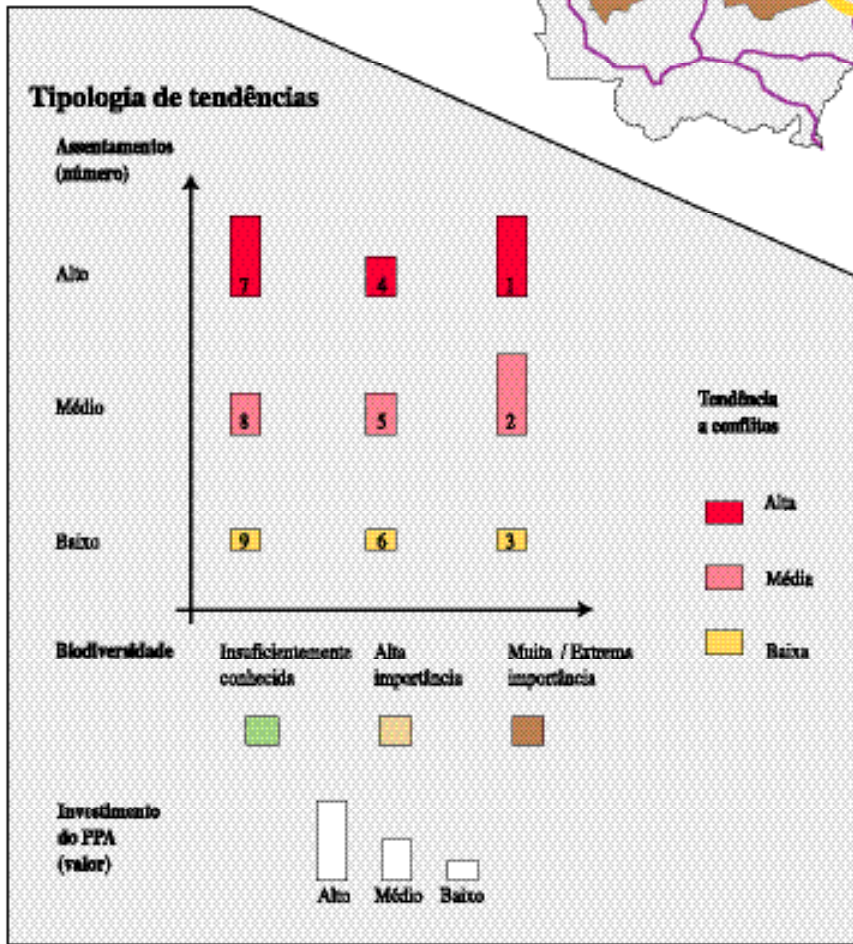 Tipologia de tendências
Assentamentos
(número)
Alto
7
4
1
Médio
8
5
2
Tendência
a conflitos
Alta
Baixo
9
6
3
Média
Biodiversidade
Insuficientemente
conhecida
Alta
importância
Muita / Extrema
importância
Baixa
Investimento
do PPA
(valor)
Alto
Médio
Baixo